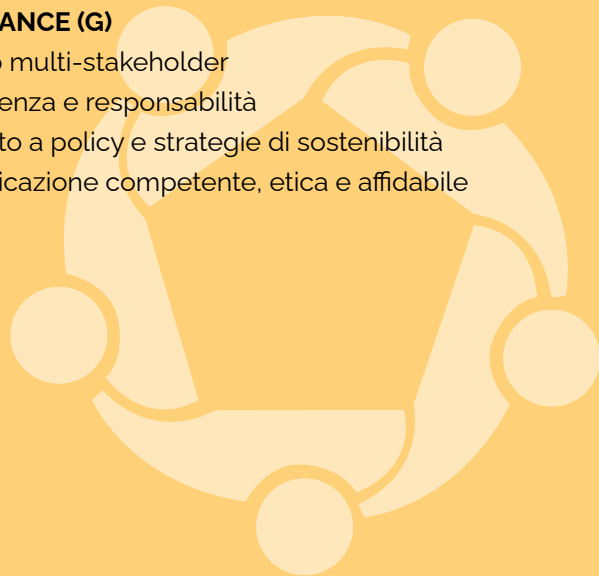 ANCE (G)
o multi-stakeholder
enza e responsabilità
to a policy e strategie di sostenibilità
icazione competente, etica e affidabile